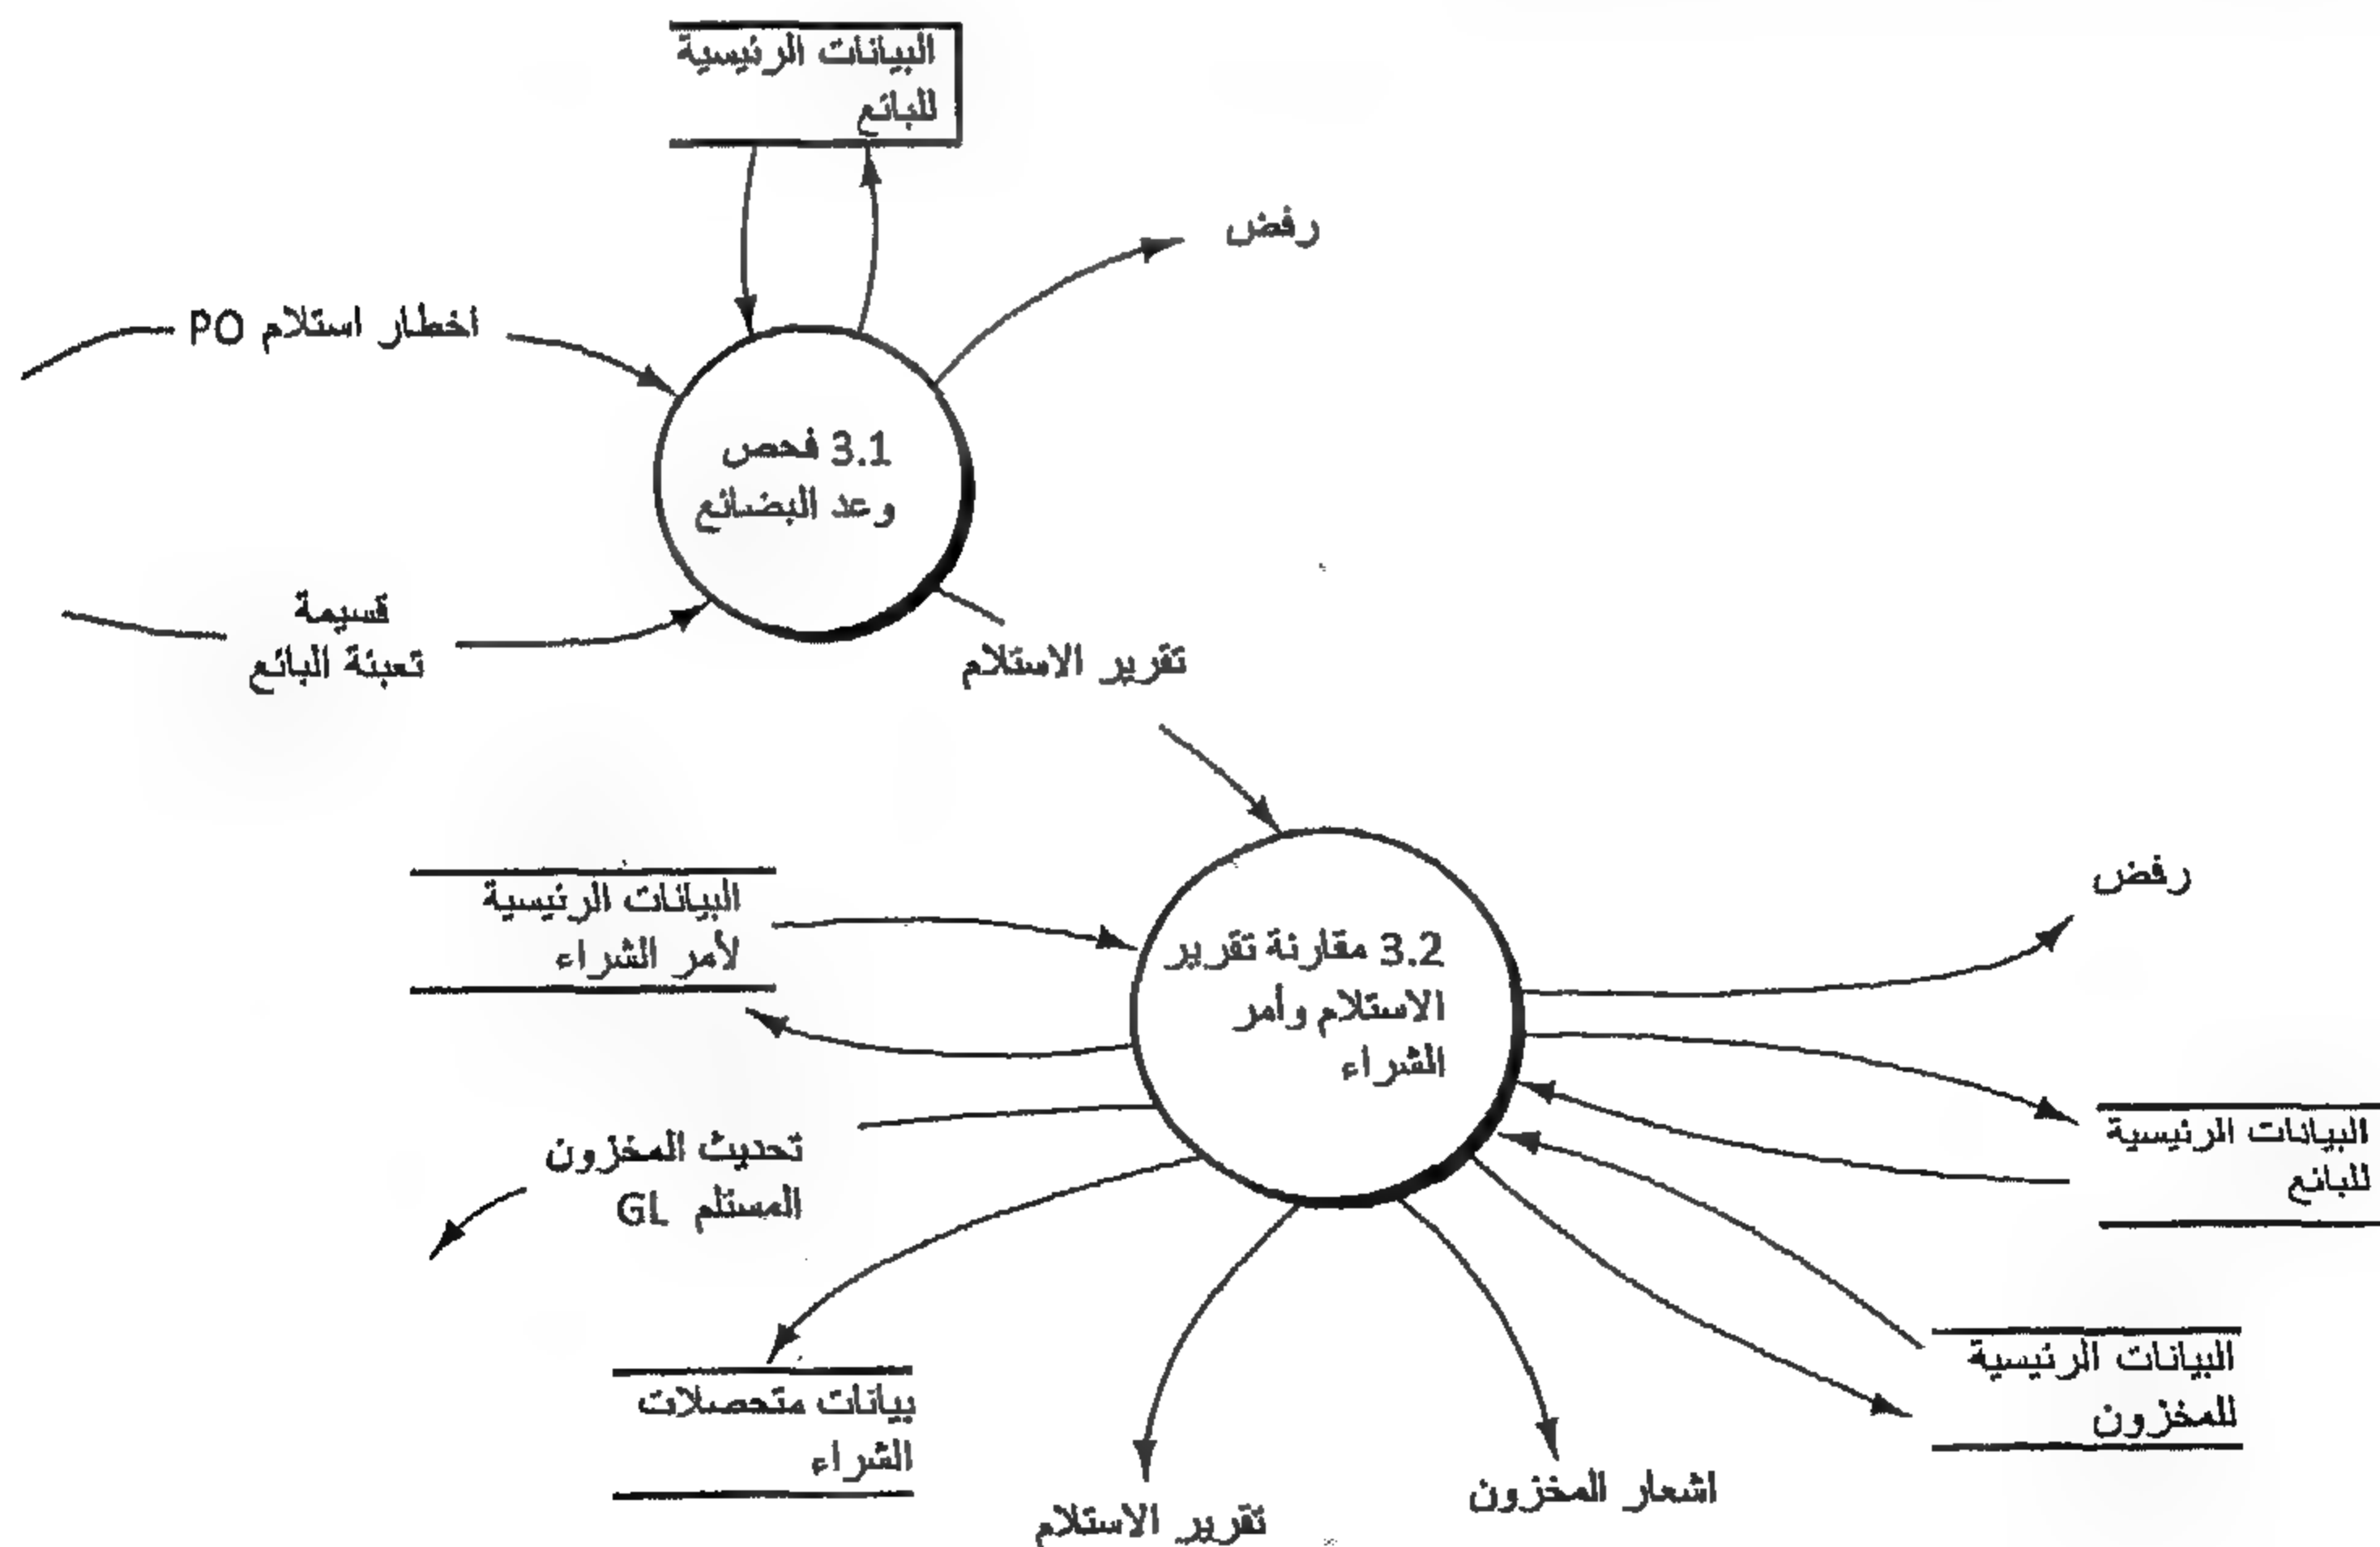 البيانات الرئيسية
للبائع
رفض
اخطار استلام PO
3.1 فحص
وعد البضائع
قسيمة
تعبئة البائع
تقرير الاستلام
رفض
البيانات الرئيسية
لأمر الشراء
3.2 مقارنة تقرير
الاستلام وأمر
الشراء
البيانات الرئيسية
للبائع
تحديث المخزون
المستلم GL
البيانات الرئيسية
للمخزون
بيانات متحصلات
الشراء
اشعار المخزون
تقرير الاستلام